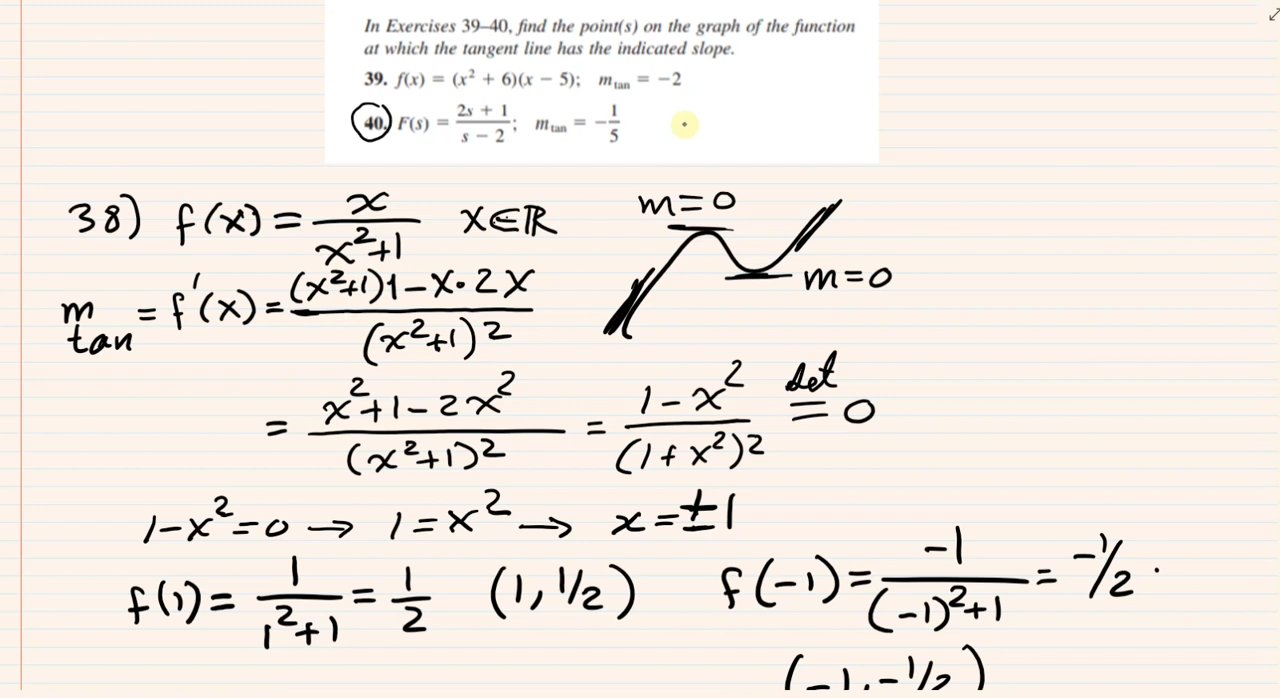 In Exercises 39–40, find the point(s) on the graph of the function
at which the tangent line has the indicated slope.
39. f(x) = (x² + 6)(x − 5); m_tan = −2
40. F(s) = (2s + 1)/(s − 2); m_tan = −1/5
38) f(x) = x/(x²+1) x∈ℝ
m=0
m=0
m_tan = f'(x) = ((x²+1)1−x·2x)/(x²+1)²
= (x²+1−2x²)/(x²+1)² = (1−x²)/(1+x²)² set = 0
1−x²=0 → 1=x² → x=±1
f(1) = 1/(1²+1) = 1/2 (1, 1/2) f(−1) = −1/((−1)²+1) = −1/2.
(−1, −1/2)